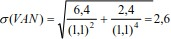 σ(VAN) = √(6,4/(1,1)² + 2,4/(1,1)⁴) = 2,6